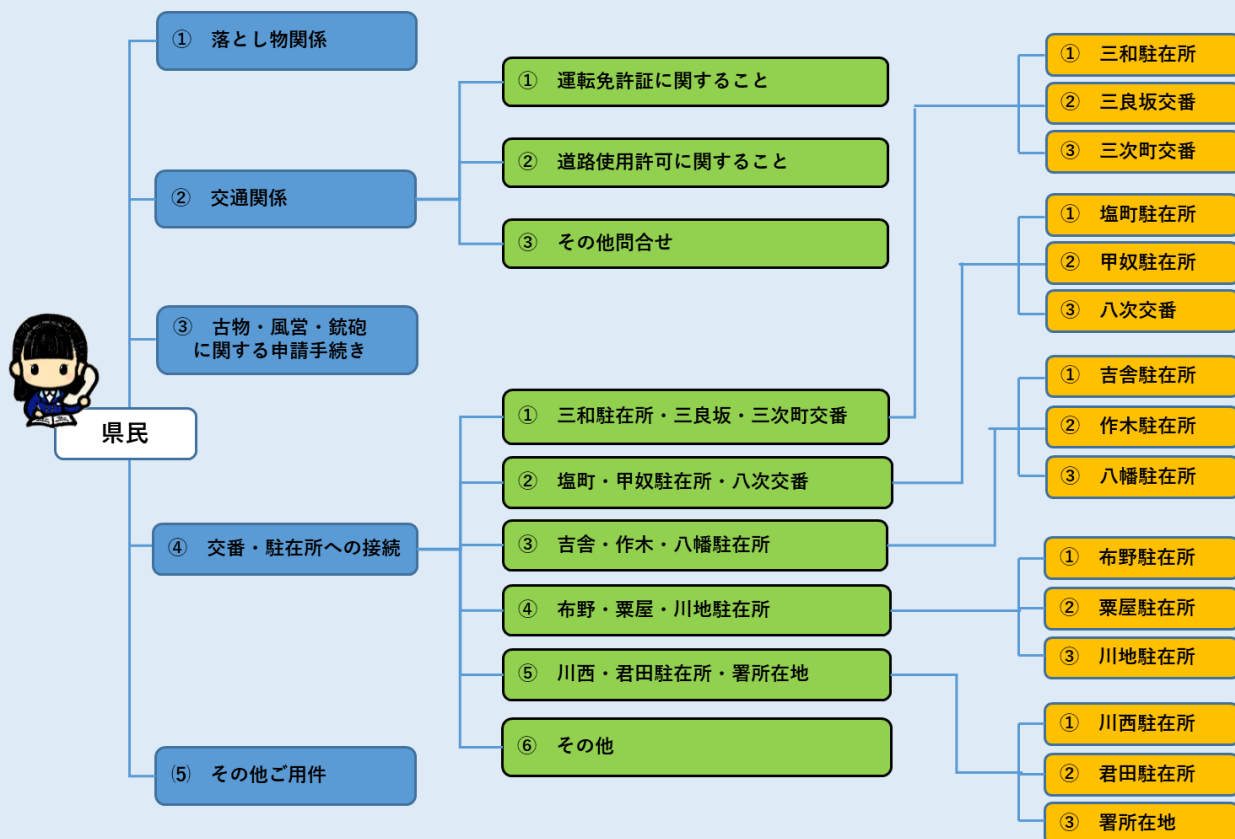 県民
① 落とし物関係
② 交通関係
③ 古物・風営・銃砲
に関する申請手続き
④ 交番・駐在所への接続
⑸ その他ご用件
① 運転免許証に関すること
② 道路使用許可に関すること
③ その他問合せ
① 三和駐在所・三良坂・三次町交番
② 塩町・甲奴駐在所・八次交番
③ 吉舎・作木・八幡駐在所
④ 布野・粟屋・川地駐在所
⑤ 川西・君田駐在所・署所在地
⑥ その他
① 三和駐在所
② 三良坂交番
③ 三次町交番
① 塩町駐在所
② 甲奴駐在所
③ 八次交番
① 吉舎駐在所
② 作木駐在所
③ 八幡駐在所
① 布野駐在所
② 粟屋駐在所
③ 川地駐在所
① 川西駐在所
② 君田駐在所
③ 署所在地